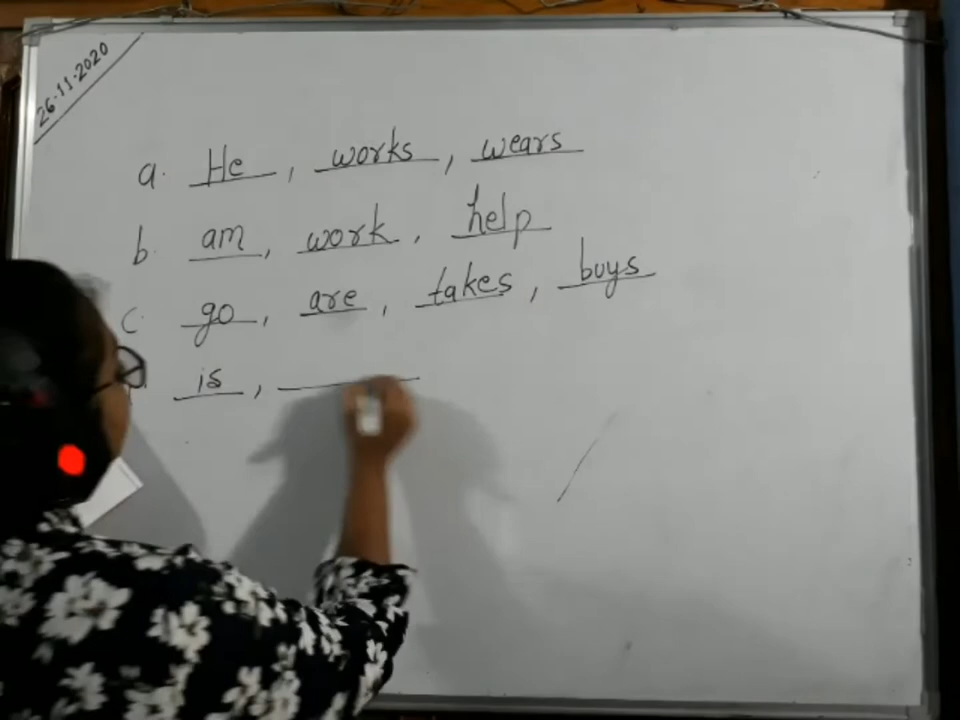 26.11.2020
a. He, works, wears
b. am, work, help
c. go, are, takes, buys
is,